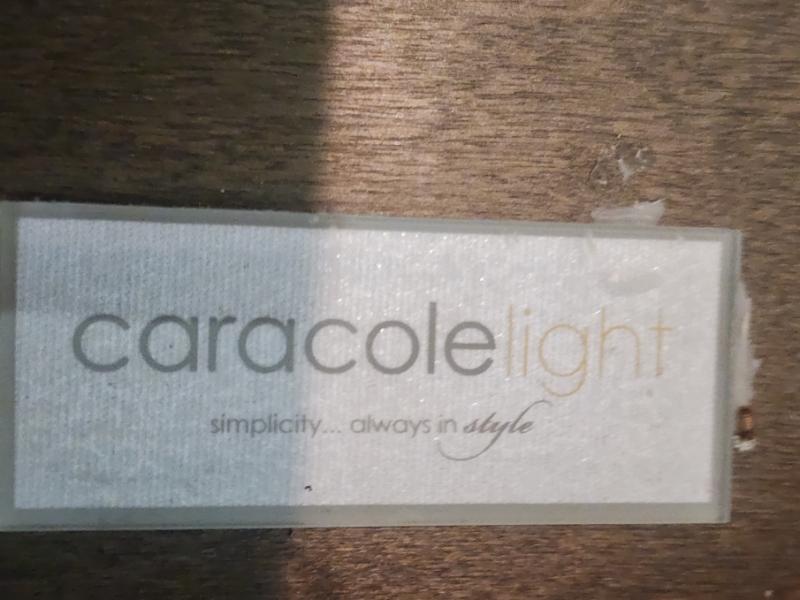 caracolelight
simplicity... always in style